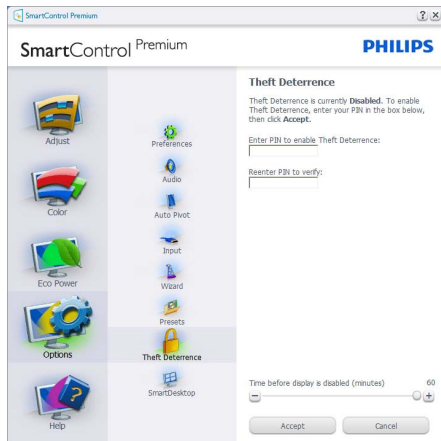 SmartControl Premium
SmartControl Premium
PHILIPS
Adjust
Color
Eco Power
Options
Help
Preferences
Audio
Auto Pivot
Input
Wizard
Presets
Theft Deterrence
SmartDesktop
Theft Deterrence
Theft Deterrence is currently Disabled. To enable
Theft Deterrence, enter your PIN in the box below,
then click Accept.
Enter PIN to enable Theft Deterrence:
Reenter PIN to verify:
Time before display is disabled (minutes) 60
Accept
Cancel